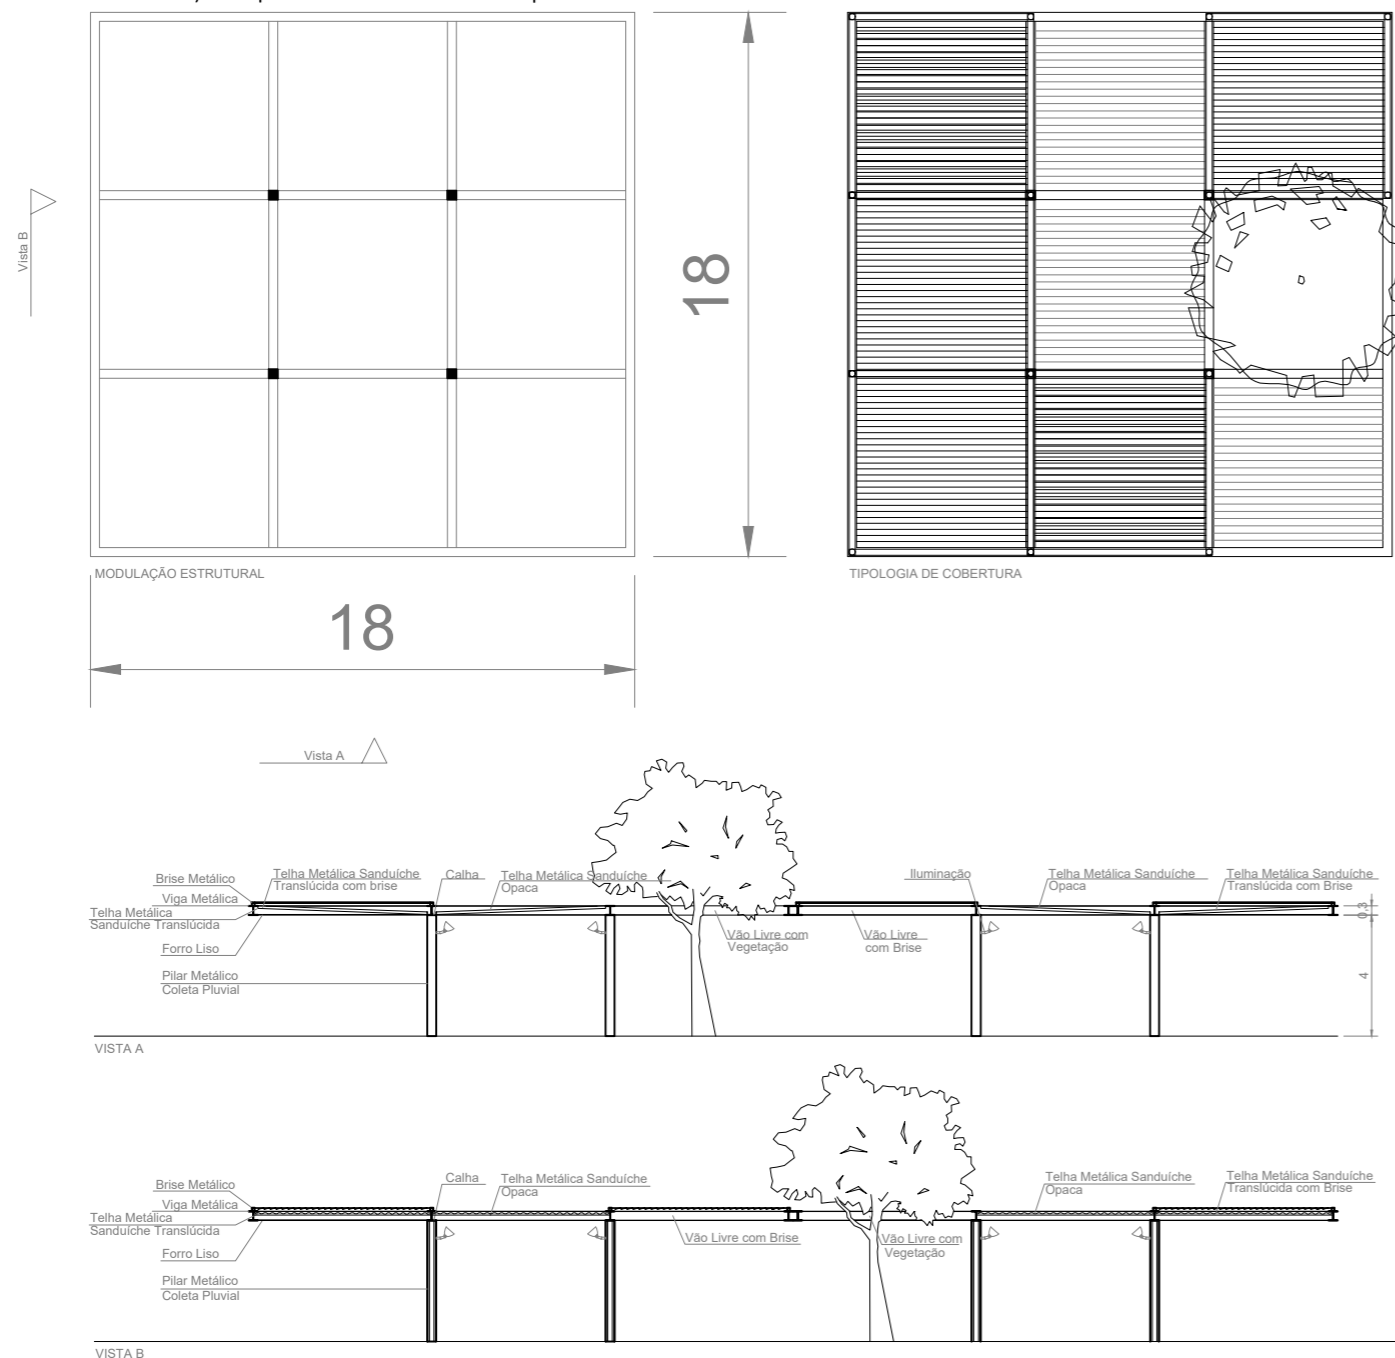 Vista B
18
MODULAÇÃO ESTRUTURAL
TIPOLOGIA DE COBERTURA
18
Vista A
Brise Metálico
Viga Metálica
Telha Metálica
Sanduíche Translúcida
Forro Liso
Pilar Metálico
Coleta Pluvial
Telha Metálica Sanduíche
Translúcida com brise
Calha
Telha Metálica Sanduíche
Opaca
Vão Livre com
Vegetação
Vão Livre
com Brise
Iluminação
Telha Metálica Sanduíche
Opaca
Telha Metálica Sanduíche
Translúcida com Brise
0,3
4
VISTA A
Brise Metálico
Viga Metálica
Telha Metálica
Sanduíche Translúcida
Forro Liso
Pilar Metálico
Coleta Pluvial
Calha
Telha Metálica Sanduíche
Opaca
Vão Livre com Brise
Vão Livre com
Vegetação
Telha Metálica Sanduíche
Opaca
Telha Metálica Sanduíche
Translúcida com Brise
VISTA B